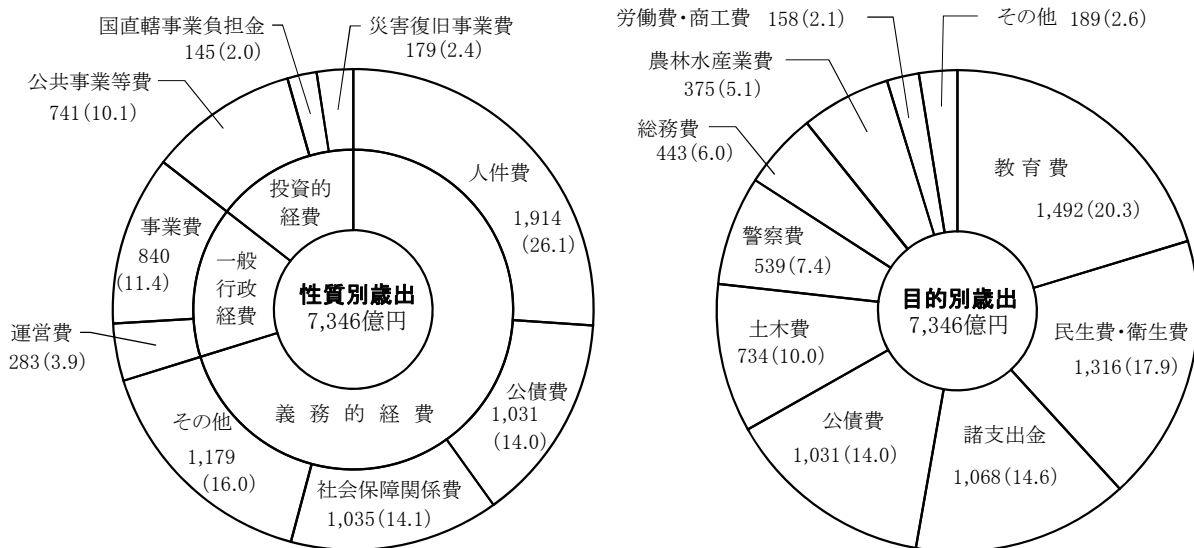 国直轄事業負担金
145(2.0)
災害復旧事業費
179(2.4)
公共事業等費
741(10.1)
人件費
1,914
(26.1)
投資的
経費
事業費
840
(11.4)
一般
行政
経費
性質別歳出
7,346億円
運営費
283(3.9)
公債費
1,031
(14.0)
義務的経費
その他
1,179
(16.0)
社会保障関係費
1,035(14.1)
労働費・商工費 158(2.1)
その他 189(2.6)
農林水産業費
375(5.1)
総務費
443(6.0)
教育費
1,492(20.3)
警察費
539(7.4)
目的別歳出
7,346億円
土木費
734(10.0)
民生費・衛生費
1,316(17.9)
公債費
1,031(14.0)
諸支出金
1,068(14.6)